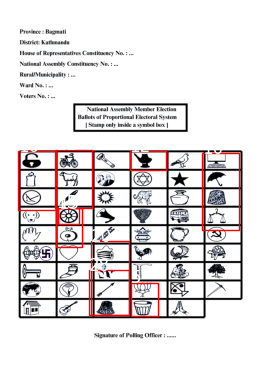 Province : Bagmati
District: Kathmandu
House of Representatives Constituency No. : ...
National Assembly Constituency No. : ...
Rural/Municipality : ...
Ward No. : ...
Voters No. : ...
National Assembly Member Election
Ballots of Proportional Electoral System
[ Stamp only inside a symbol box ]
Signature of Polling Officer : ......